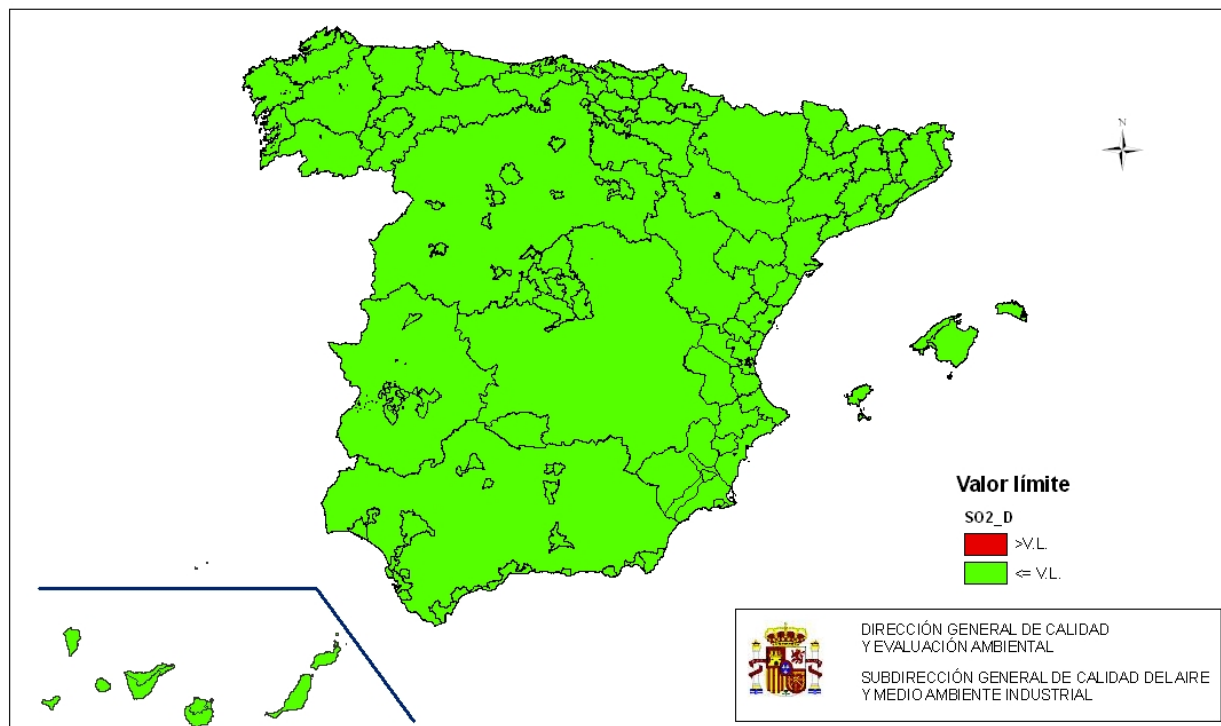 N
Valor límite
SO2_D
>V.L.
<= V.L.
DIRECCIÓN GENERAL DE CALIDAD
Y EVALUACIÓN AMBIENTAL
SUBDIRECCIÓN GENERAL DE CALIDAD DEL AIRE
Y MEDIO AMBIENTE INDUSTRIAL